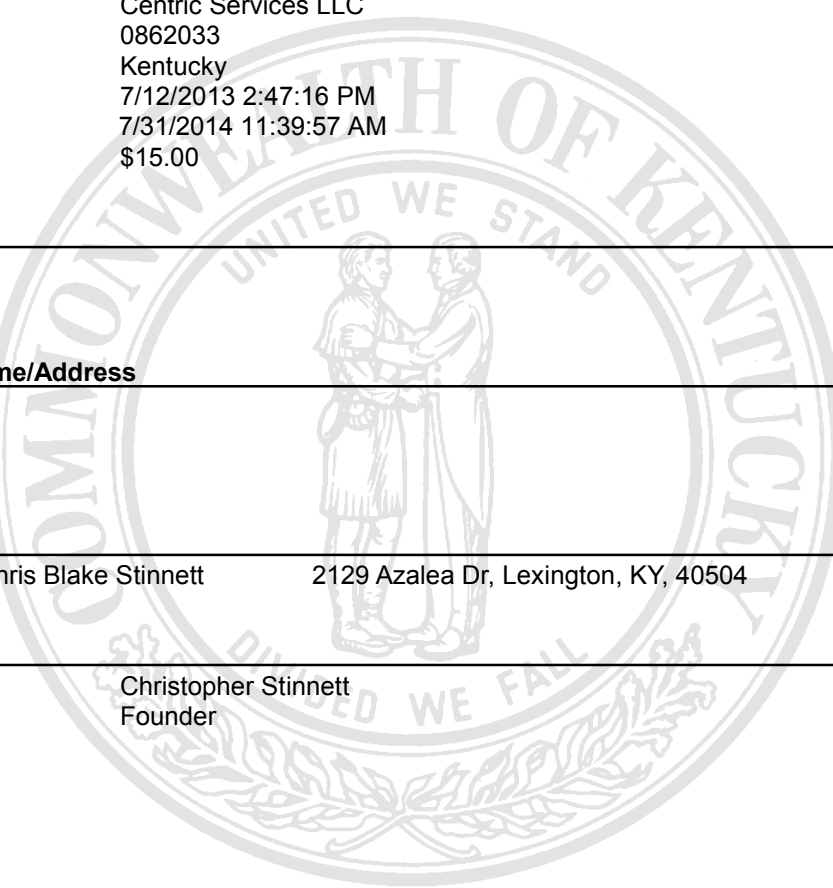 Centric Services LLC
0862033
Kentucky
7/12/2013 2:47:16 PM
7/31/2014 11:39:57 AM
$15.00
COMMONWEALTH OF KENTUCKY
UNITED WE STAND
me/Address
hris Blake Stinnett 2129 Azalea Dr, Lexington, KY, 40504
DIVIDED WE FALL
Christopher Stinnett
Founder